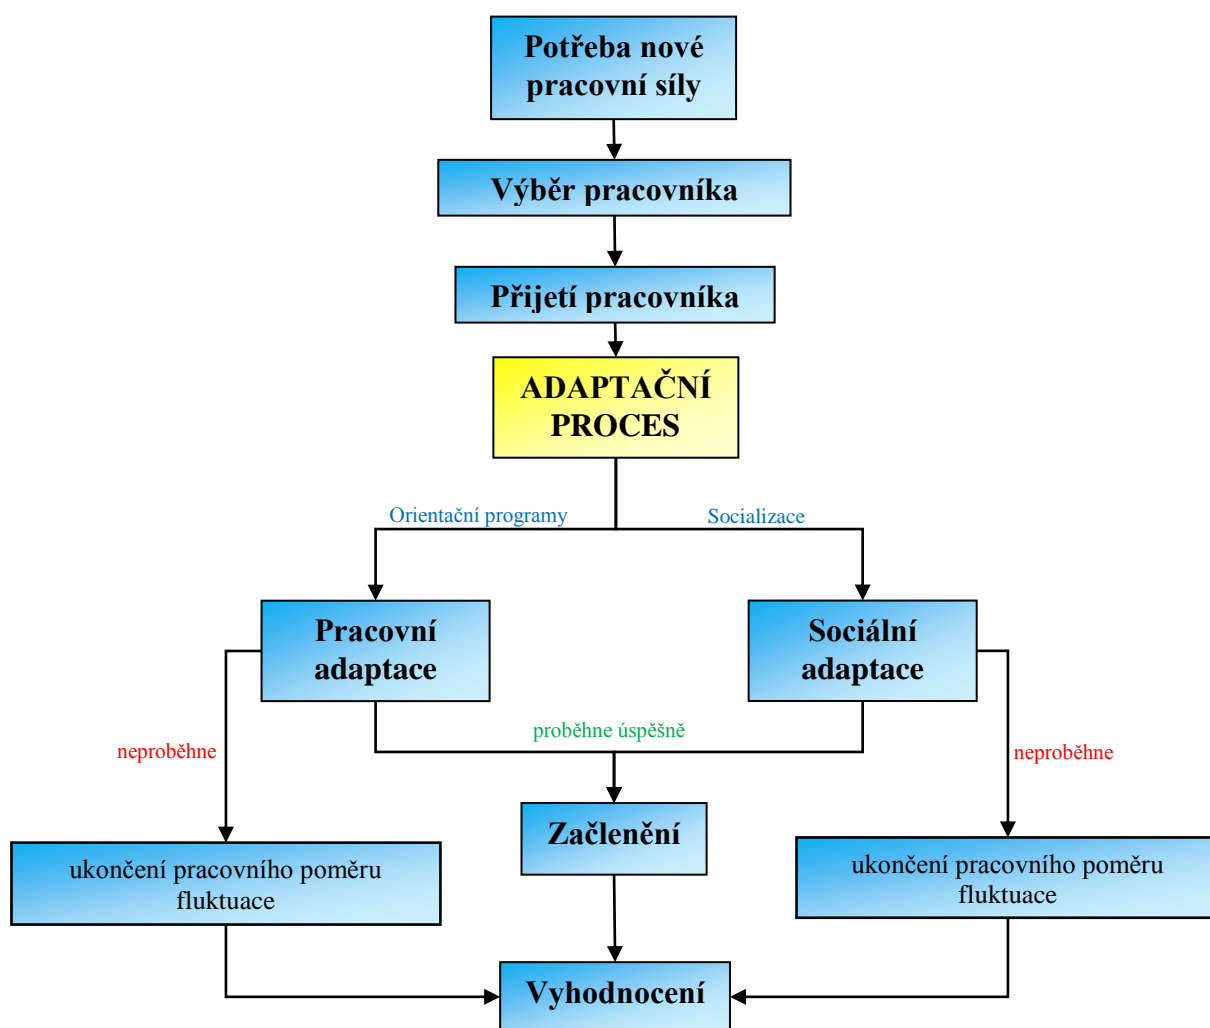 Potřeba nové
pracovní síly
Výběr pracovníka
Přijetí pracovníka
ADAPTAČNÍ
PROCES
Orientační programy
Socializace
Pracovní
adaptace
Sociální
adaptace
proběhne úspěšně
neproběhne
neproběhne
Začlenění
ukončení pracovního poměru
fluktuace
ukončení pracovního poměru
fluktuace
Vyhodnocení